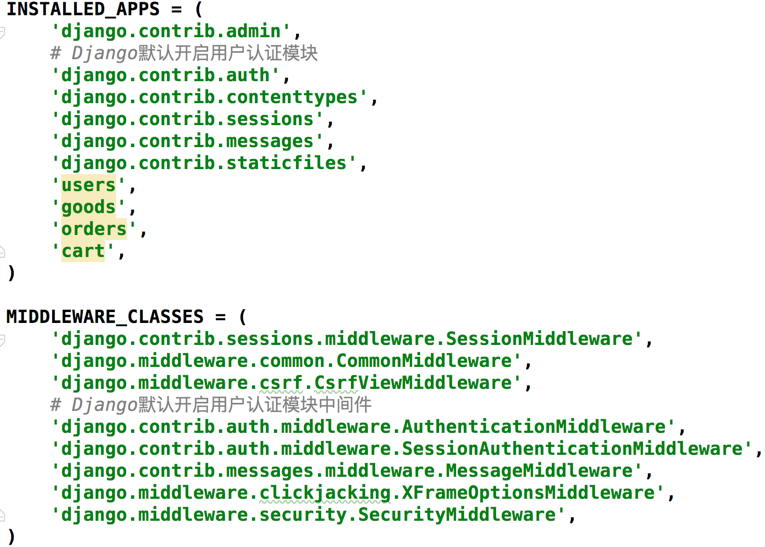 INSTALLED_APPS = (
    'django.contrib.admin',
    # Django默认开启用户认证模块
    'django.contrib.auth',
    'django.contrib.contenttypes',
    'django.contrib.sessions',
    'django.contrib.messages',
    'django.contrib.staticfiles',
    'users',
    'goods',
    'orders',
    'cart',
)
MIDDLEWARE_CLASSES = (
    'django.contrib.sessions.middleware.SessionMiddleware',
    'django.middleware.common.CommonMiddleware',
    'django.middleware.csrf.CsrfViewMiddleware',
    # Django默认开启用户认证模块中间件
    'django.contrib.auth.middleware.AuthenticationMiddleware',
    'django.contrib.auth.middleware.SessionAuthenticationMiddleware',
    'django.contrib.messages.middleware.MessageMiddleware',
    'django.middleware.clickjacking.XFrameOptionsMiddleware',
    'django.middleware.security.SecurityMiddleware',
)